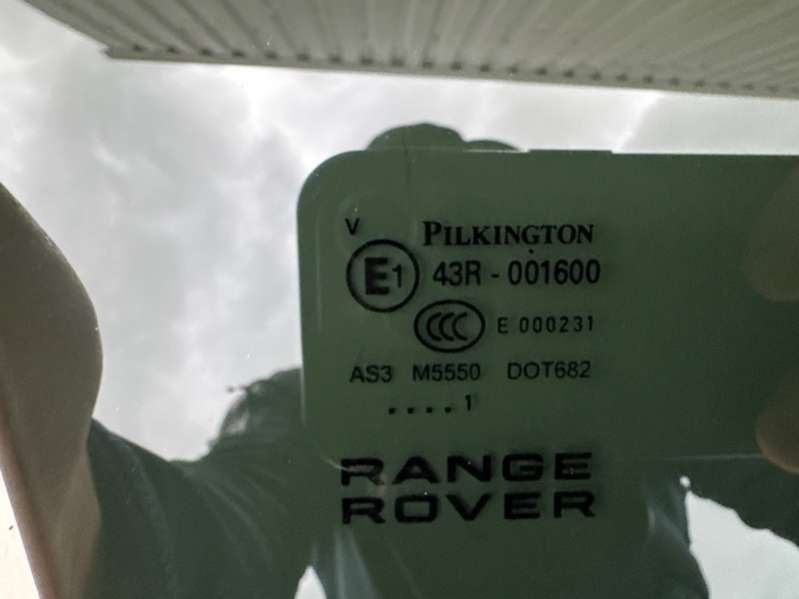 V PILKINGTON
E1 43R - 001600
CCC E 000231
AS3 M5550 DOT682
. . . . 1
RANGE
ROVER